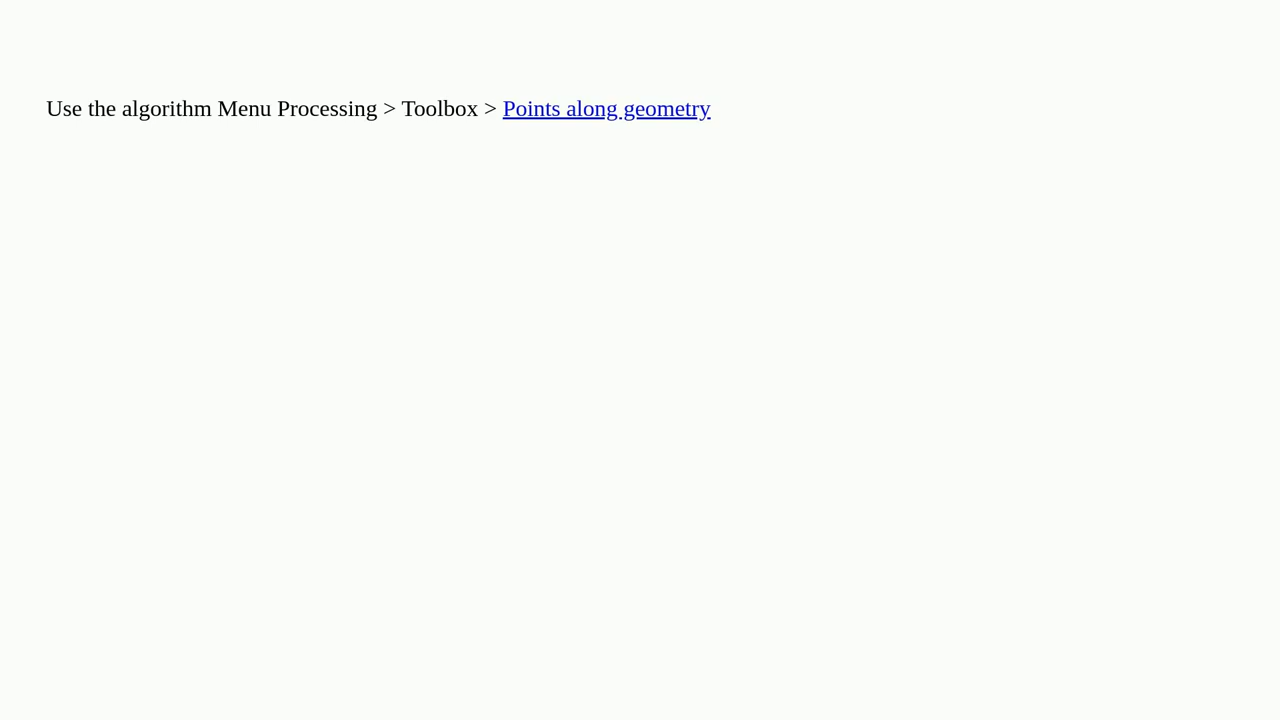 Use the algorithm Menu Processing > Toolbox > Points along geometry